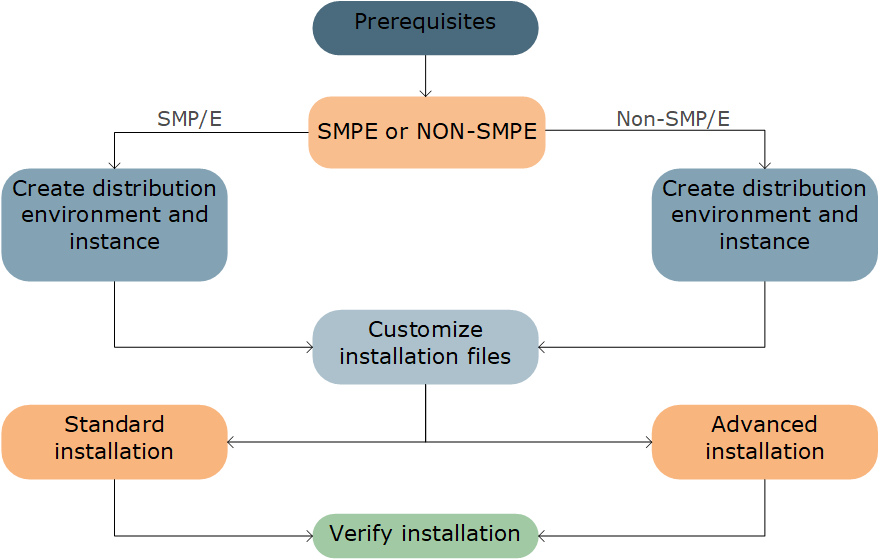 Prerequisites
SMP/E
Non-SMP/E
SMPE or NON-SMPE
Create distribution
environment and
instance
Create distribution
environment and
instance
Customize
installation files
Standard
installation
Advanced
installation
Verify installation